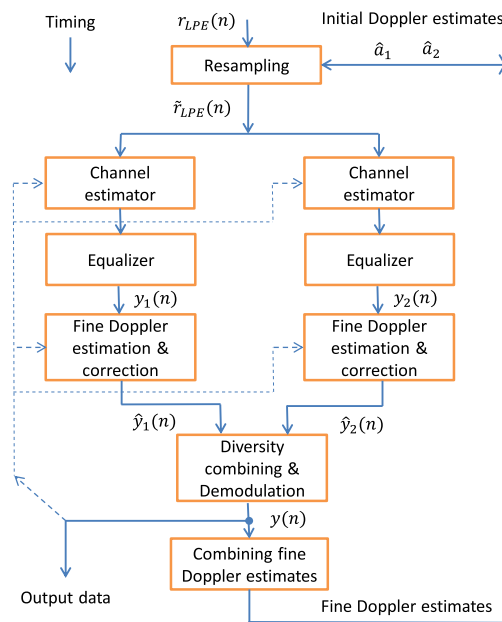 Timing
r_{LPE}(n)
Initial Doppler estimates
â_1 â_2
Resampling
r̃_{LPE}(n)
Channel
estimator
Channel
estimator
Equalizer
Equalizer
y_1(n)
y_2(n)
Fine Doppler
estimation &
correction
Fine Doppler
estimation &
correction
ŷ_1(n)
ŷ_2(n)
Diversity
combining &
Demodulation
y(n)
Combining fine
Doppler estimates
Output data
Fine Doppler estimates